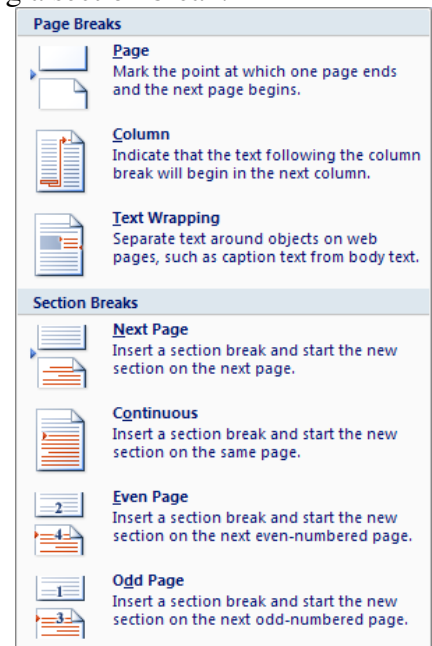 Page Breaks
Page
Mark the point at which one page ends
and the next page begins.
Column
Indicate that the text following the column
break will begin in the next column.
Text Wrapping
Separate text around objects on web
pages, such as caption text from body text.
Section Breaks
Next Page
Insert a section break and start the new
section on the next page.
Continuous
Insert a section break and start the new
section on the same page.
Even Page
2
Insert a section break and start the new
4
section on the next even-numbered page.
Odd Page
1
Insert a section break and start the new
3
section on the next odd-numbered page.